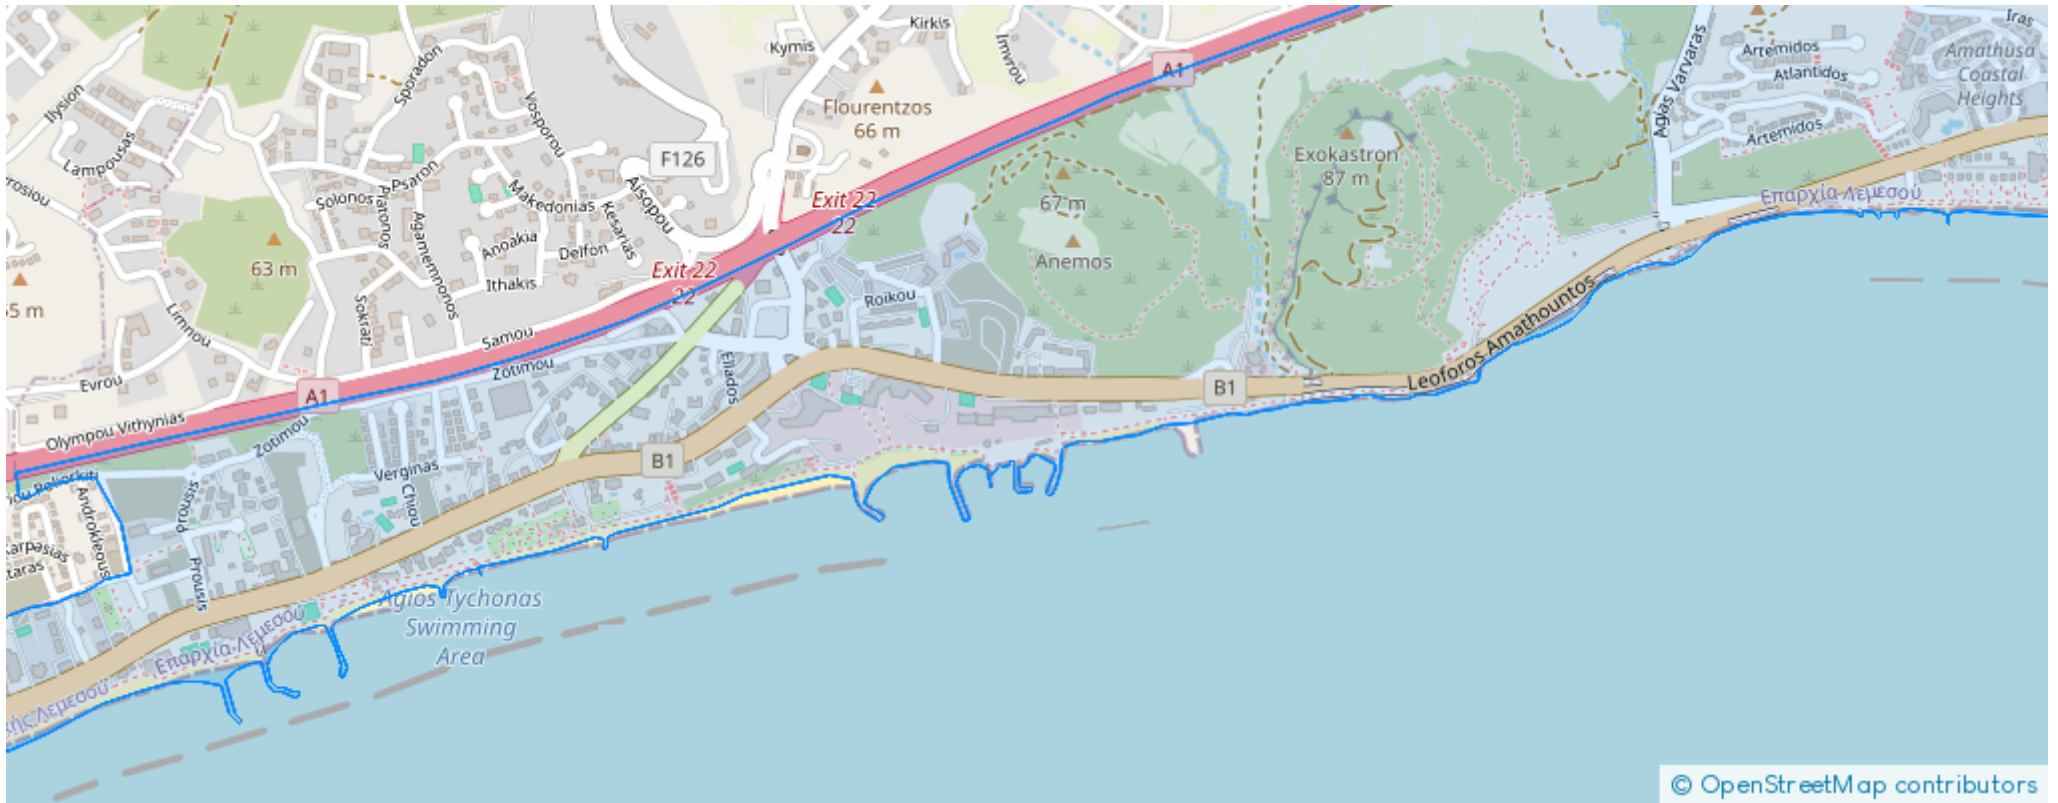 Kirkis
Iras
Kymis
Imvrou
Sporadon
A1
Agias Varvaras
Artemidos
Atlantidos
Amathusa
Coastal
Heights
Ilysion
Vosporou
Flourentzos
66 m
Artemidos
Lampousas
F126
Exokastron
87 m
Psaron
Solonos
Platonos
Makedonias
Aisopou
Exit 22
22
67 m
Επαρχία Λεμεσού
Agamemnonos
Kesarias
Anoakia
Delfon
63 m
Exit 22
22
Anemos
Ithakis
Roikou
Sokrati
Limnou
Samou
Leoforos Amathountos
Zotimou
Eliados
Evrou
A1
B1
Olympou Vithynias
Zotimou
B1
Verginas
Chiou
Androkleous
Prousis
Karpasias
Prousis
Agios Tychonas
Swimming
Area
Επαρχία Λεμεσού
Λεμεσού
© OpenStreetMap contributors